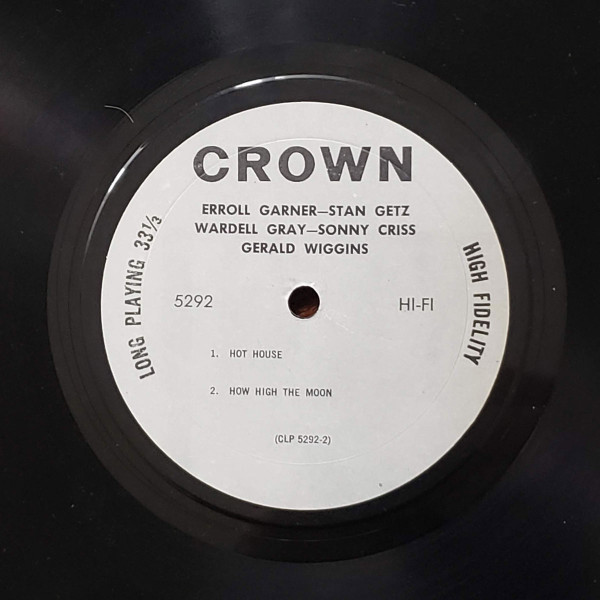 CROWN
ERROLL GARNER—STAN GETZ
WARDELL GRAY—SONNY CRISS
GERALD WIGGINS
LONG PLAYING 33⅓
HIGH FIDELITY
5292
HI-FI
1. HOT HOUSE
2. HOW HIGH THE MOON
(CLP 5292-2)